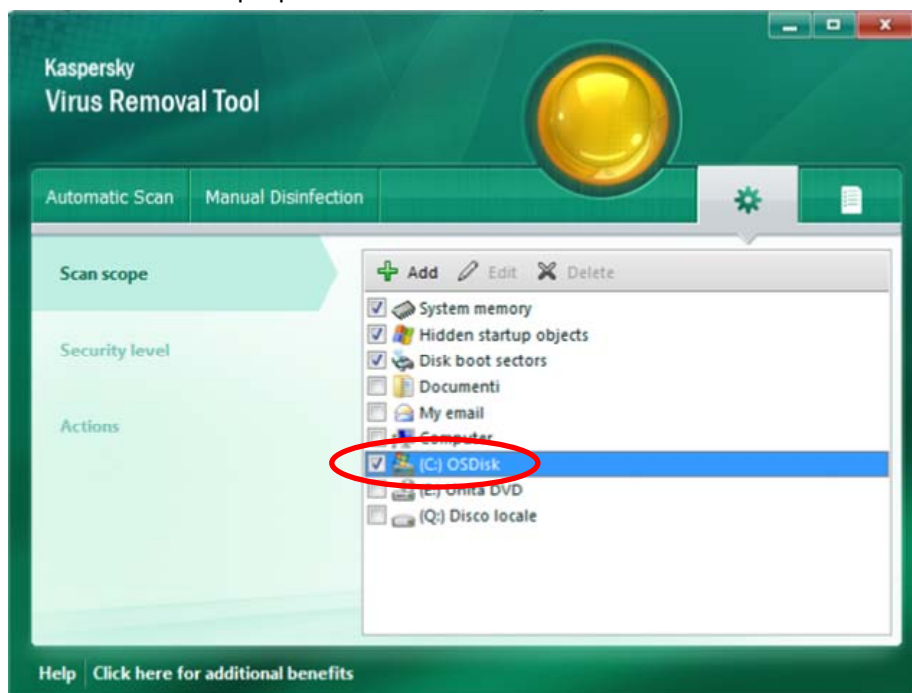 Kaspersky
Virus Removal Tool
Automatic Scan
Manual Disinfection
Scan scope
Security level
Actions
Add
Edit
Delete
System memory
Hidden startup objects
Disk boot sectors
Documenti
My email
Computer
(C:) OSDisk
(E:) Unità DVD
(Q:) Disco locale
Help
Click here for additional benefits